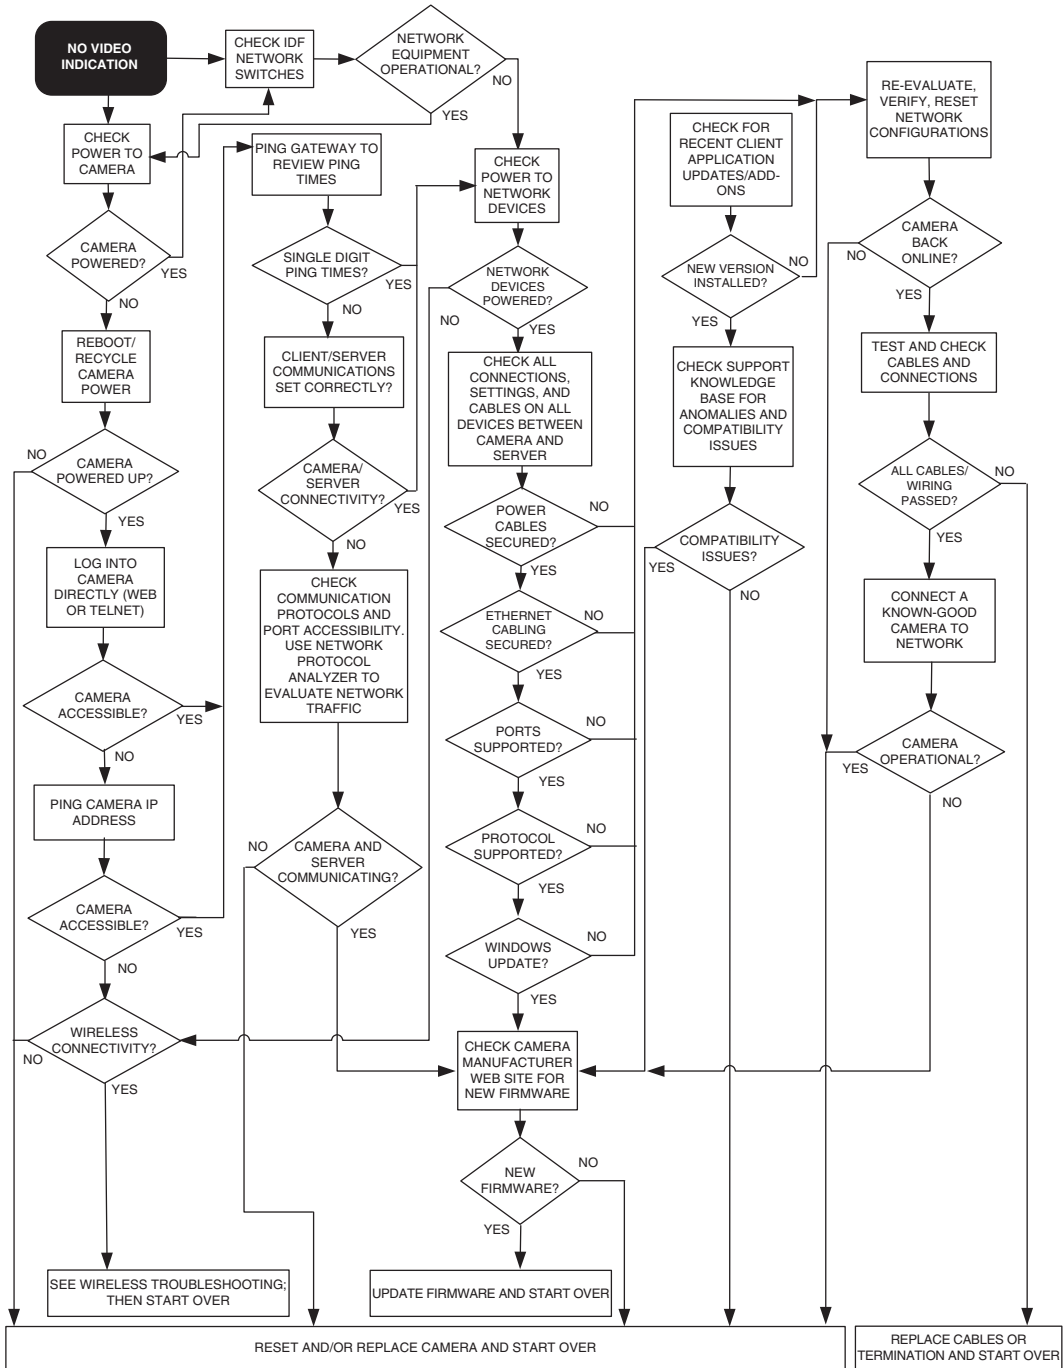 NO VIDEO
INDICATION
CHECK IDF
NETWORK
SWITCHES
NETWORK
EQUIPMENT
OPERATIONAL?
NO
YES
CHECK
POWER TO
CAMERA
CAMERA
POWERED?
YES
NO
REBOOT/
RECYCLE
CAMERA
POWER
NO
CAMERA
POWERED UP?
YES
LOG INTO
CAMERA
DIRECTLY (WEB
OR TELNET)
CAMERA
ACCESSIBLE?
YES
NO
PING CAMERA IP
ADDRESS
CAMERA
ACCESSIBLE?
YES
NO
WIRELESS
CONNECTIVITY?
NO
YES
SEE WIRELESS TROUBLESHOOTING;
THEN START OVER
PING GATEWAY TO
REVIEW PING
TIMES
SINGLE DIGIT
PING TIMES?
YES
NO
CLIENT/SERVER
COMMUNICATIONS
SET CORRECTLY?
CAMERA/
SERVER
CONNECTIVITY?
YES
NO
CHECK
COMMUNICATION
PROTOCOLS AND
PORT ACCESSIBILITY.
USE NETWORK
PROTOCOL
ANALYZER TO
EVALUATE NETWORK
TRAFFIC
NO
CAMERA AND
SERVER
COMMUNICATING?
YES
CHECK
POWER TO
NETWORK
DEVICES
NETWORK
DEVICES
POWERED?
NO
YES
CHECK ALL
CONNECTIONS,
SETTINGS, AND
CABLES ON ALL
DEVICES BETWEEN
CAMERA AND
SERVER
NO
POWER
CABLES
SECURED?
YES
NO
ETHERNET
CABLING
SECURED?
YES
NO
PORTS
SUPPORTED?
YES
NO
PROTOCOL
SUPPORTED?
YES
NO
WINDOWS
UPDATE?
YES
CHECK CAMERA
MANUFACTURER
WEB SITE FOR
NEW FIRMWARE
NO
NEW
FIRMWARE?
YES
UPDATE FIRMWARE AND START OVER
CHECK FOR
RECENT CLIENT
APPLICATION
UPDATES/ADD-
ONS
NO
NEW VERSION
INSTALLED?
YES
CHECK SUPPORT
KNOWLEDGE
BASE FOR
ANOMALIES AND
COMPATIBILITY
ISSUES
COMPATIBILITY
ISSUES?
YES
NO
RE-EVALUATE,
VERIFY, RESET
NETWORK
CONFIGURATIONS
CAMERA
BACK
ONLINE?
NO
YES
TEST AND CHECK
CABLES AND
CONNECTIONS
ALL CABLES/
WIRING
PASSED?
NO
YES
CONNECT A
KNOWN-GOOD
CAMERA TO
NETWORK
CAMERA
OPERATIONAL?
YES
NO
RESET AND/OR REPLACE CAMERA AND START OVER
REPLACE CABLES OR
TERMINATION AND START OVER